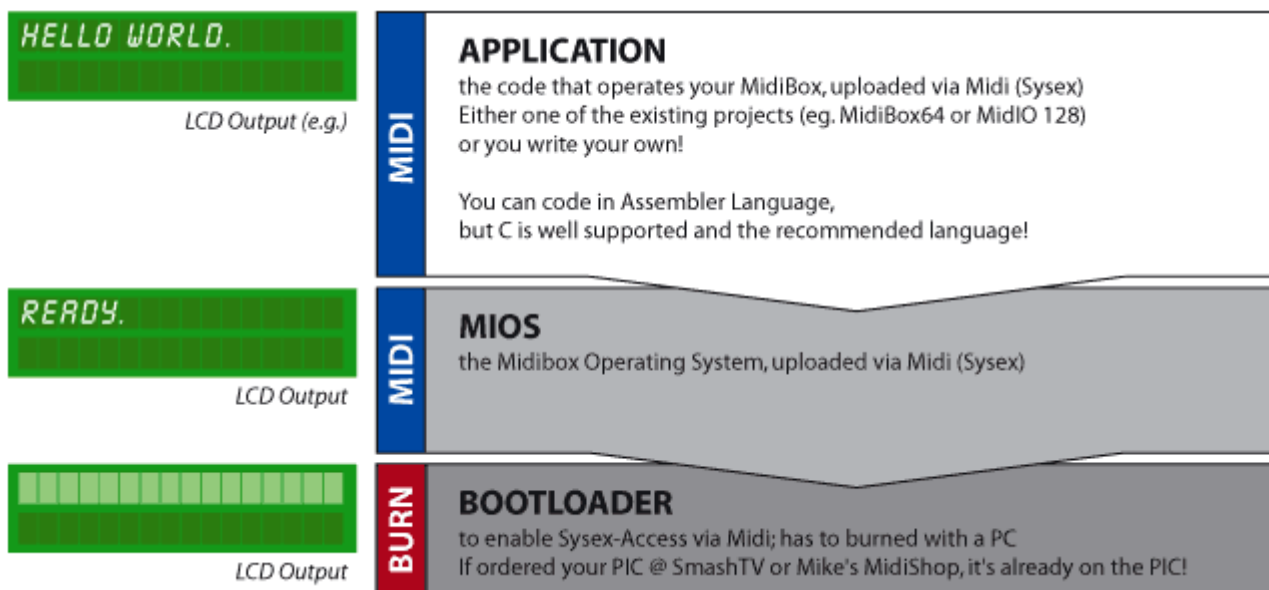 HELLO WORLD.
LCD Output (e.g.)
MIDI
APPLICATION
the code that operates your MidiBox, uploaded via Midi (Sysex)
Either one of the existing projects (eg. MidiBox64 or MidIO 128)
or you write your own!
You can code in Assembler Language,
but C is well supported and the recommended language!
READY.
LCD Output
MIDI
MIOS
the Midibox Operating System, uploaded via Midi (Sysex)
LCD Output
BURN
BOOTLOADER
to enable Sysex-Access via Midi; has to burned with a PC
If ordered your PIC @ SmashTV or Mike's MidiShop, it's already on the PIC!